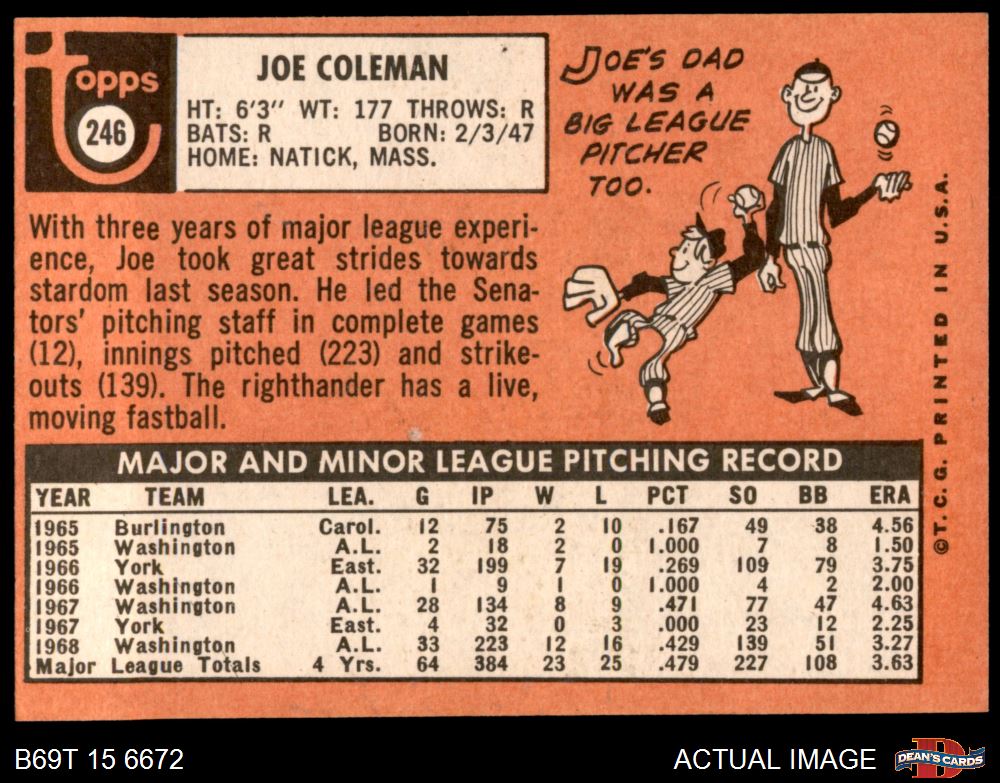 topps
246
JOE COLEMAN
HT: 6'3" WT: 177 THROWS: R
BATS: R BORN: 2/3/47
HOME: NATICK, MASS.
JOE'S DAD
WAS A
BIG LEAGUE
PITCHER
TOO.
With three years of major league experi-
ence, Joe took great strides towards
stardom last season. He led the Sena-
tors' pitching staff in complete games
(12), innings pitched (223) and strike-
outs (139). The righthander has a live,
moving fastball.
MAJOR AND MINOR LEAGUE PITCHING RECORD
YEAR TEAM LEA. G IP W L PCT SO BB ERA
1965 Burlington Carol. 12 75 2 10 .167 49 38 4.56
1965 Washington A.L. 2 18 2 0 1.000 7 8 1.50
1966 York East. 32 199 7 19 .269 109 79 3.75
1966 Washington A.L. 1 9 1 0 1.000 4 2 2.00
1967 Washington A.L. 28 134 8 9 .471 77 47 4.63
1967 York East. 4 32 0 3 .000 23 12 2.25
1968 Washington A.L. 33 223 12 16 .429 139 51 3.27
Major League Totals 4 Yrs. 64 384 23 25 .479 227 108 3.63
©T.C.G. PRINTED IN U.S.A.
B69T 15 6672
ACTUAL IMAGE
D
DEAN'S CARDS